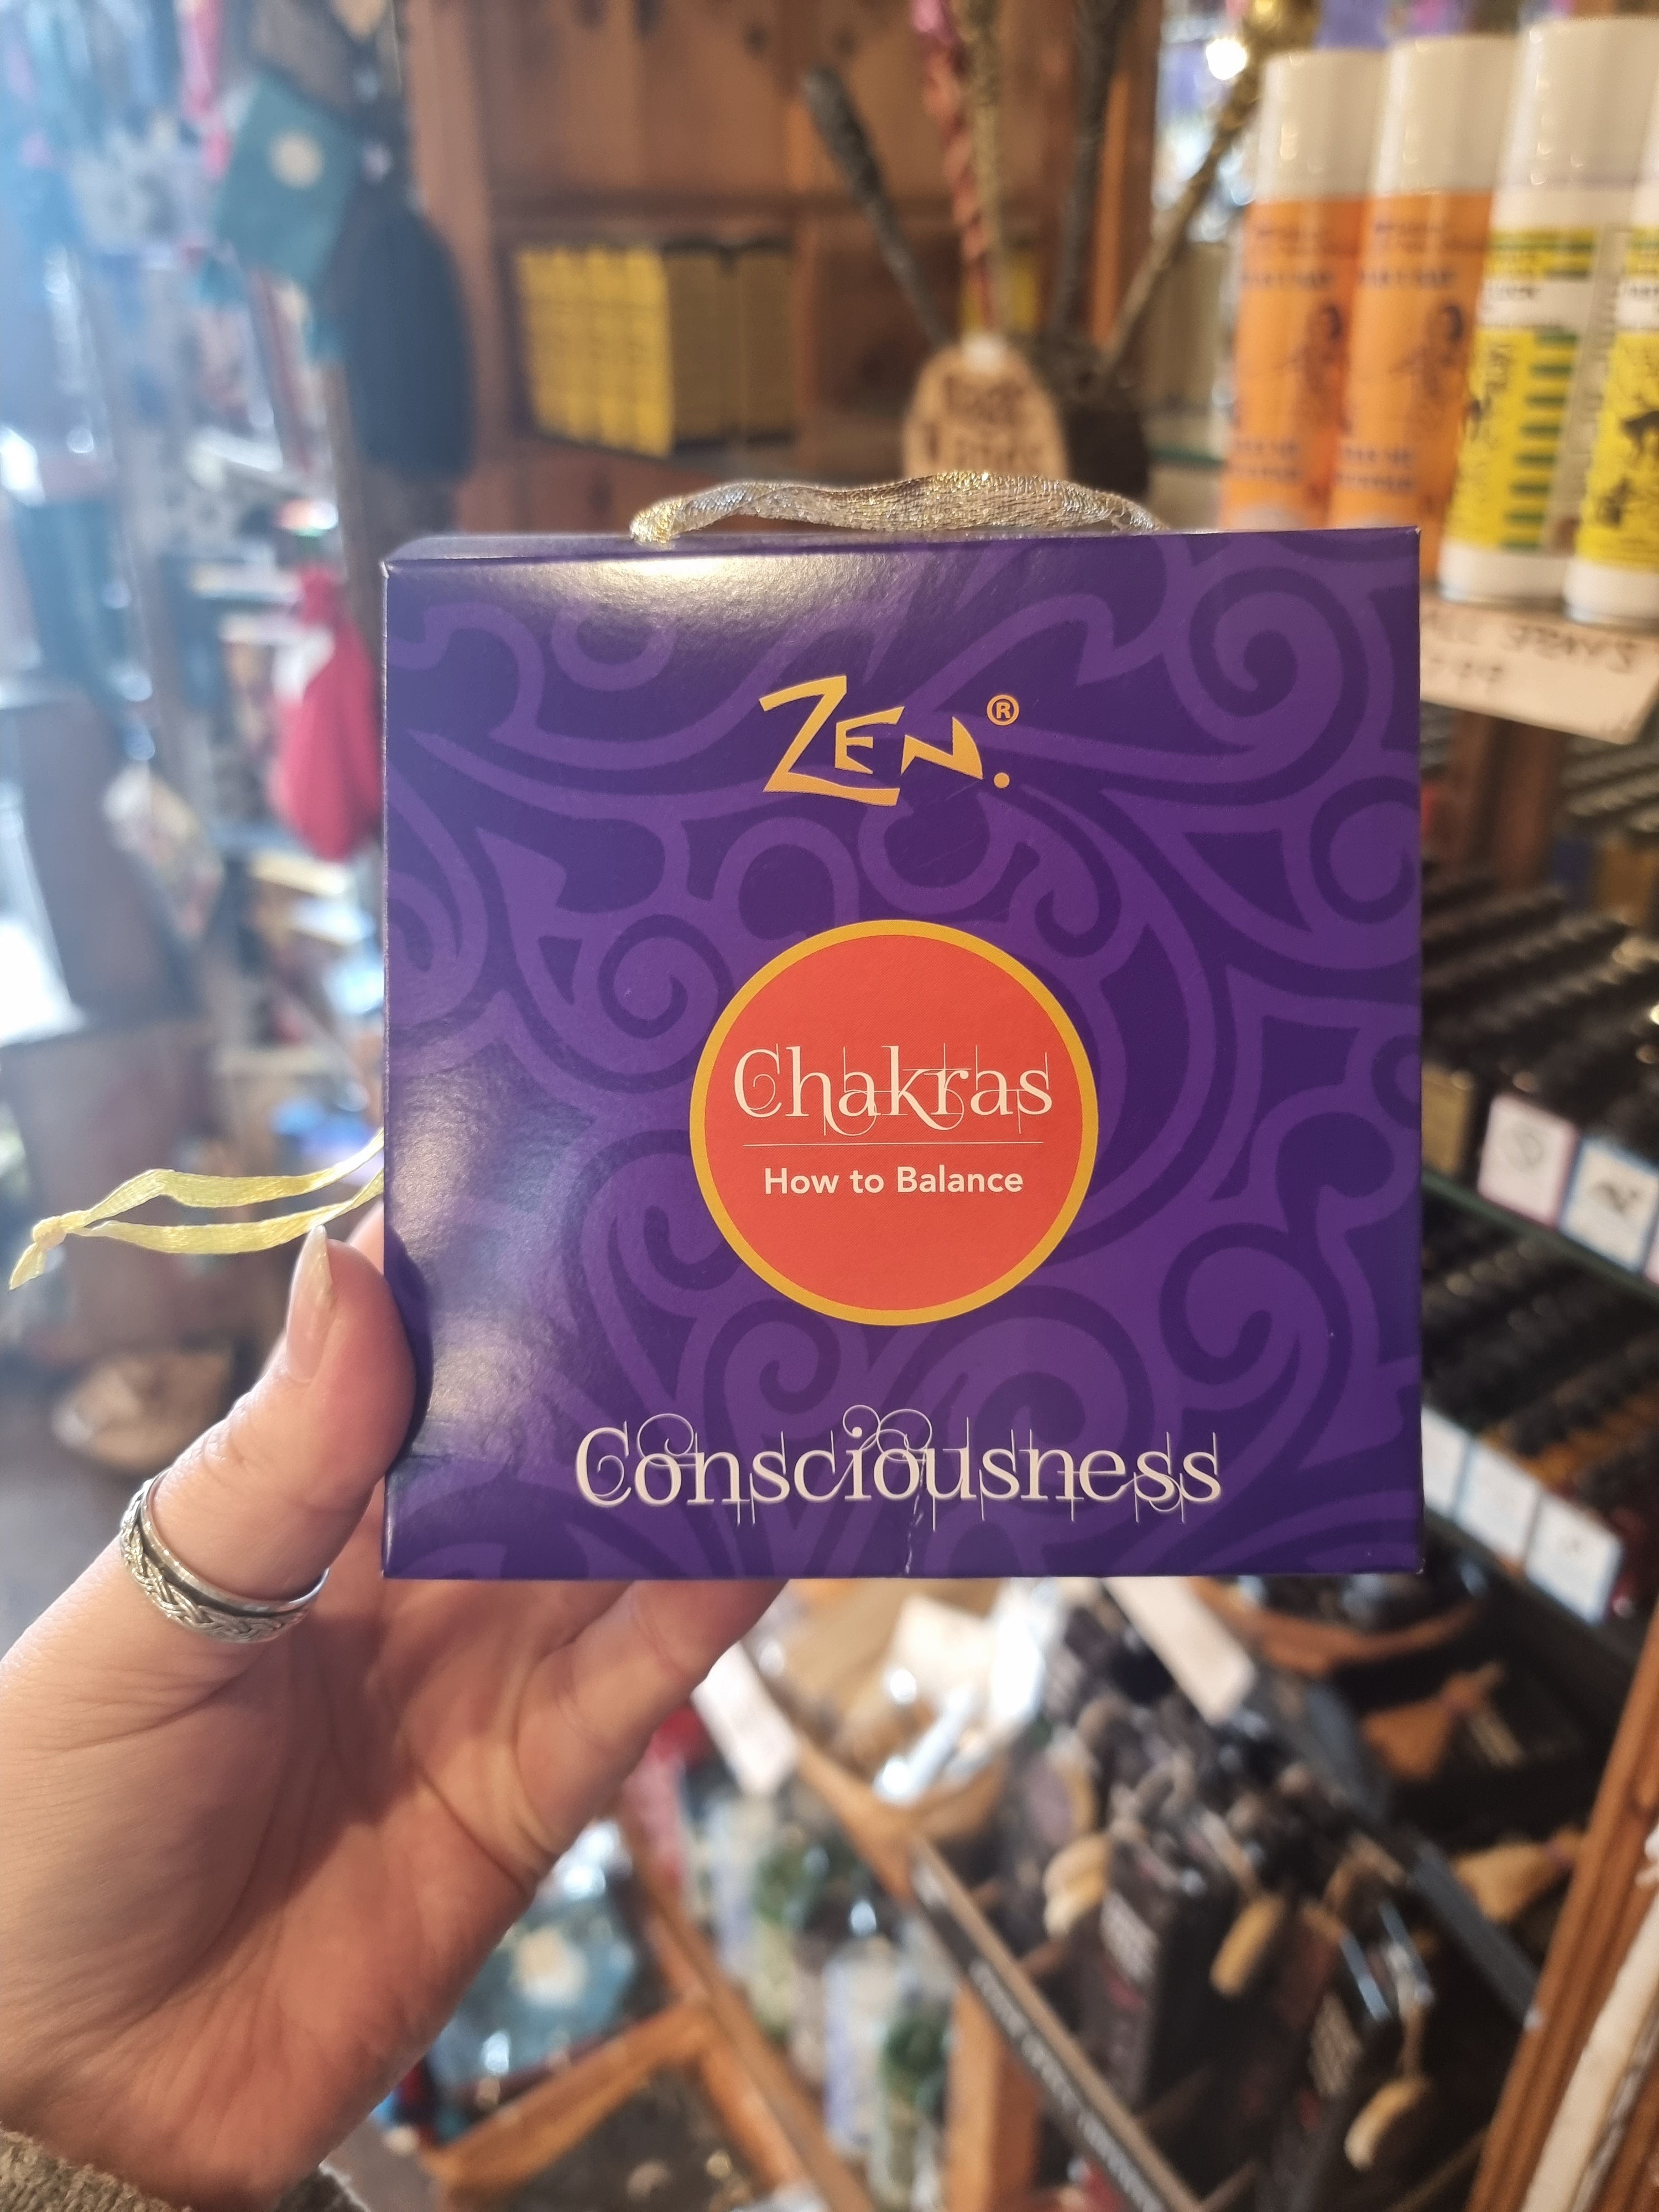 ZEN.®
Chakras
How to Balance
Consciousness